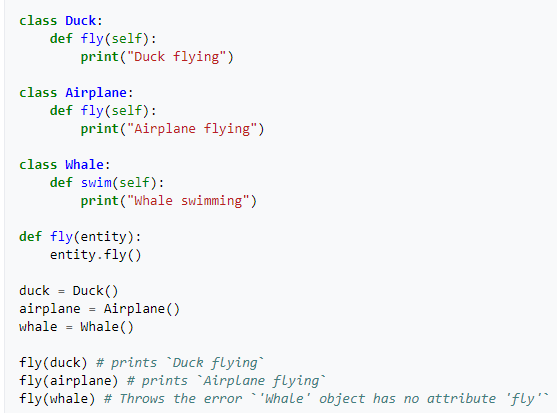 class Duck:
    def fly(self):
        print("Duck flying")

class Airplane:
    def fly(self):
        print("Airplane flying")

class Whale:
    def swim(self):
        print("Whale swimming")

def fly(entity):
    entity.fly()

duck = Duck()
airplane = Airplane()
whale = Whale()

fly(duck) # prints `Duck flying`
fly(airplane) # prints `Airplane flying`
fly(whale) # Throws the error `'Whale' object has no attribute 'fly'`